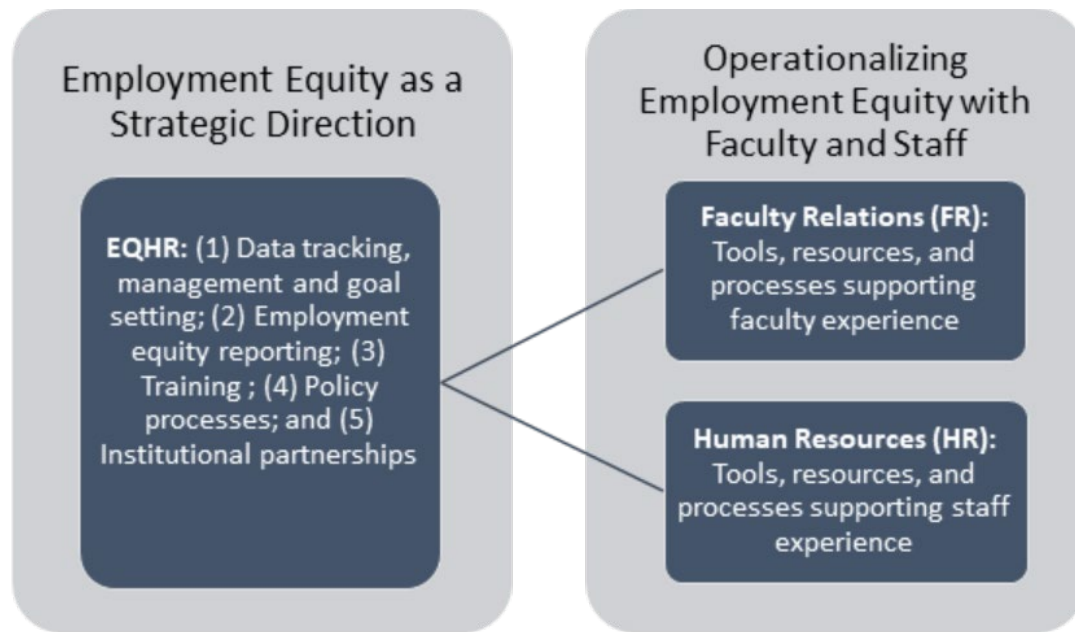 Employment Equity as a
Strategic Direction
EQHR: (1) Data tracking,
management and goal
setting; (2) Employment
equity reporting; (3)
Training ; (4) Policy
processes; and (5)
Institutional partnerships
Operationalizing
Employment Equity with
Faculty and Staff
Faculty Relations (FR):
Tools, resources, and
processes supporting
faculty experience
Human Resources (HR):
Tools, resources, and
processes supporting staff
experience